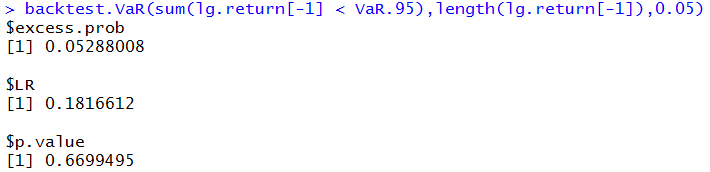 > backtest.VaR(sum(lg.return[-1] < VaR.95),length(lg.return[-1]),0.05)
$excess.prob
[1] 0.05288008
$LR
[1] 0.1816612
$p.value
[1] 0.6699495